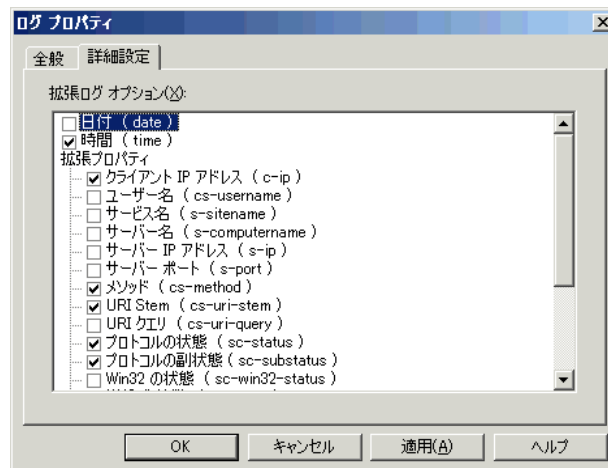 ログ プロパティ
全般
詳細設定
拡張ログ オプション(X):
日付 ( date )
時間 ( time )
拡張プロパティ
クライアント IP アドレス ( c-ip )
ユーザー名 ( cs-username )
サービス名 ( s-sitename )
サーバー名 ( s-computername )
サーバー IP アドレス ( s-ip )
サーバー ポート ( s-port )
メソッド ( cs-method )
URI Stem ( cs-uri-stem )
URI クエリ ( cs-uri-query )
プロトコルの状態 ( sc-status )
プロトコルの副状態 ( sc-substatus )
Win32 の状態 ( sc-win32-status )
OK
キャンセル
適用(A)
ヘルプ